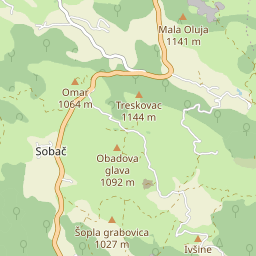 Mala Oluja
1141 m
Omar
1064 m
Treskovac
1144 m
Sobač
Obadova
glava
1092 m
Šopla grabovica
1027 m
Ivšine